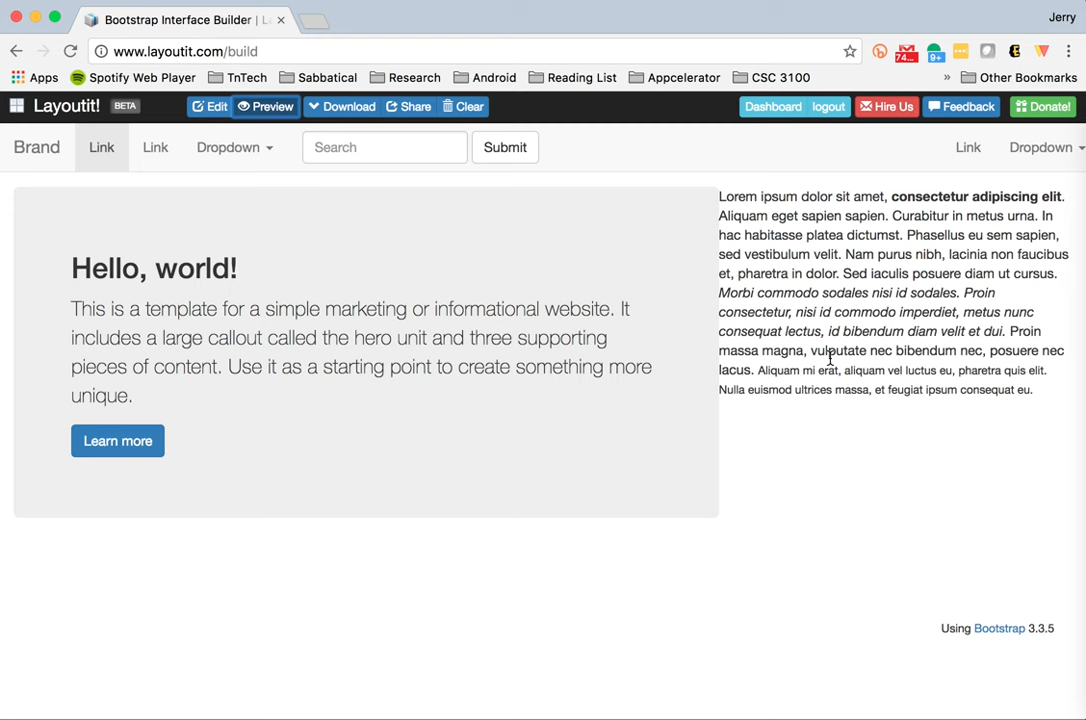 Bootstrap Interface Builder | L
Jerry
www.layoutit.com/build
74...
9+
Apps Spotify Web Player TnTech Sabbatical Research Android Reading List Appcelerator CSC 3100 » Other Bookmarks
Layoutit! BETA Edit Preview Download Share Clear Dashboard logout Hire Us Feedback Donate!
Brand Link Link Dropdown Search Submit Link Dropdown
Hello, world!
This is a template for a simple marketing or informational website. It
includes a large callout called the hero unit and three supporting
pieces of content. Use it as a starting point to create something more
unique.
Learn more
Lorem ipsum dolor sit amet, consectetur adipiscing elit.
Aliquam eget sapien sapien. Curabitur in metus urna. In
hac habitasse platea dictumst. Phasellus eu sem sapien,
sed vestibulum velit. Nam purus nibh, lacinia non faucibus
et, pharetra in dolor. Sed iaculis posuere diam ut cursus.
Morbi commodo sodales nisi id sodales. Proin
consectetur, nisi id commodo imperdiet, metus nunc
consequat lectus, id bibendum diam velit et dui. Proin
massa magna, vulputate nec bibendum nec, posuere nec
lacus. Aliquam mi erat, aliquam vel luctus eu, pharetra quis elit.
Nulla euismod ultrices massa, et feugiat ipsum consequat eu.
Using Bootstrap 3.3.5